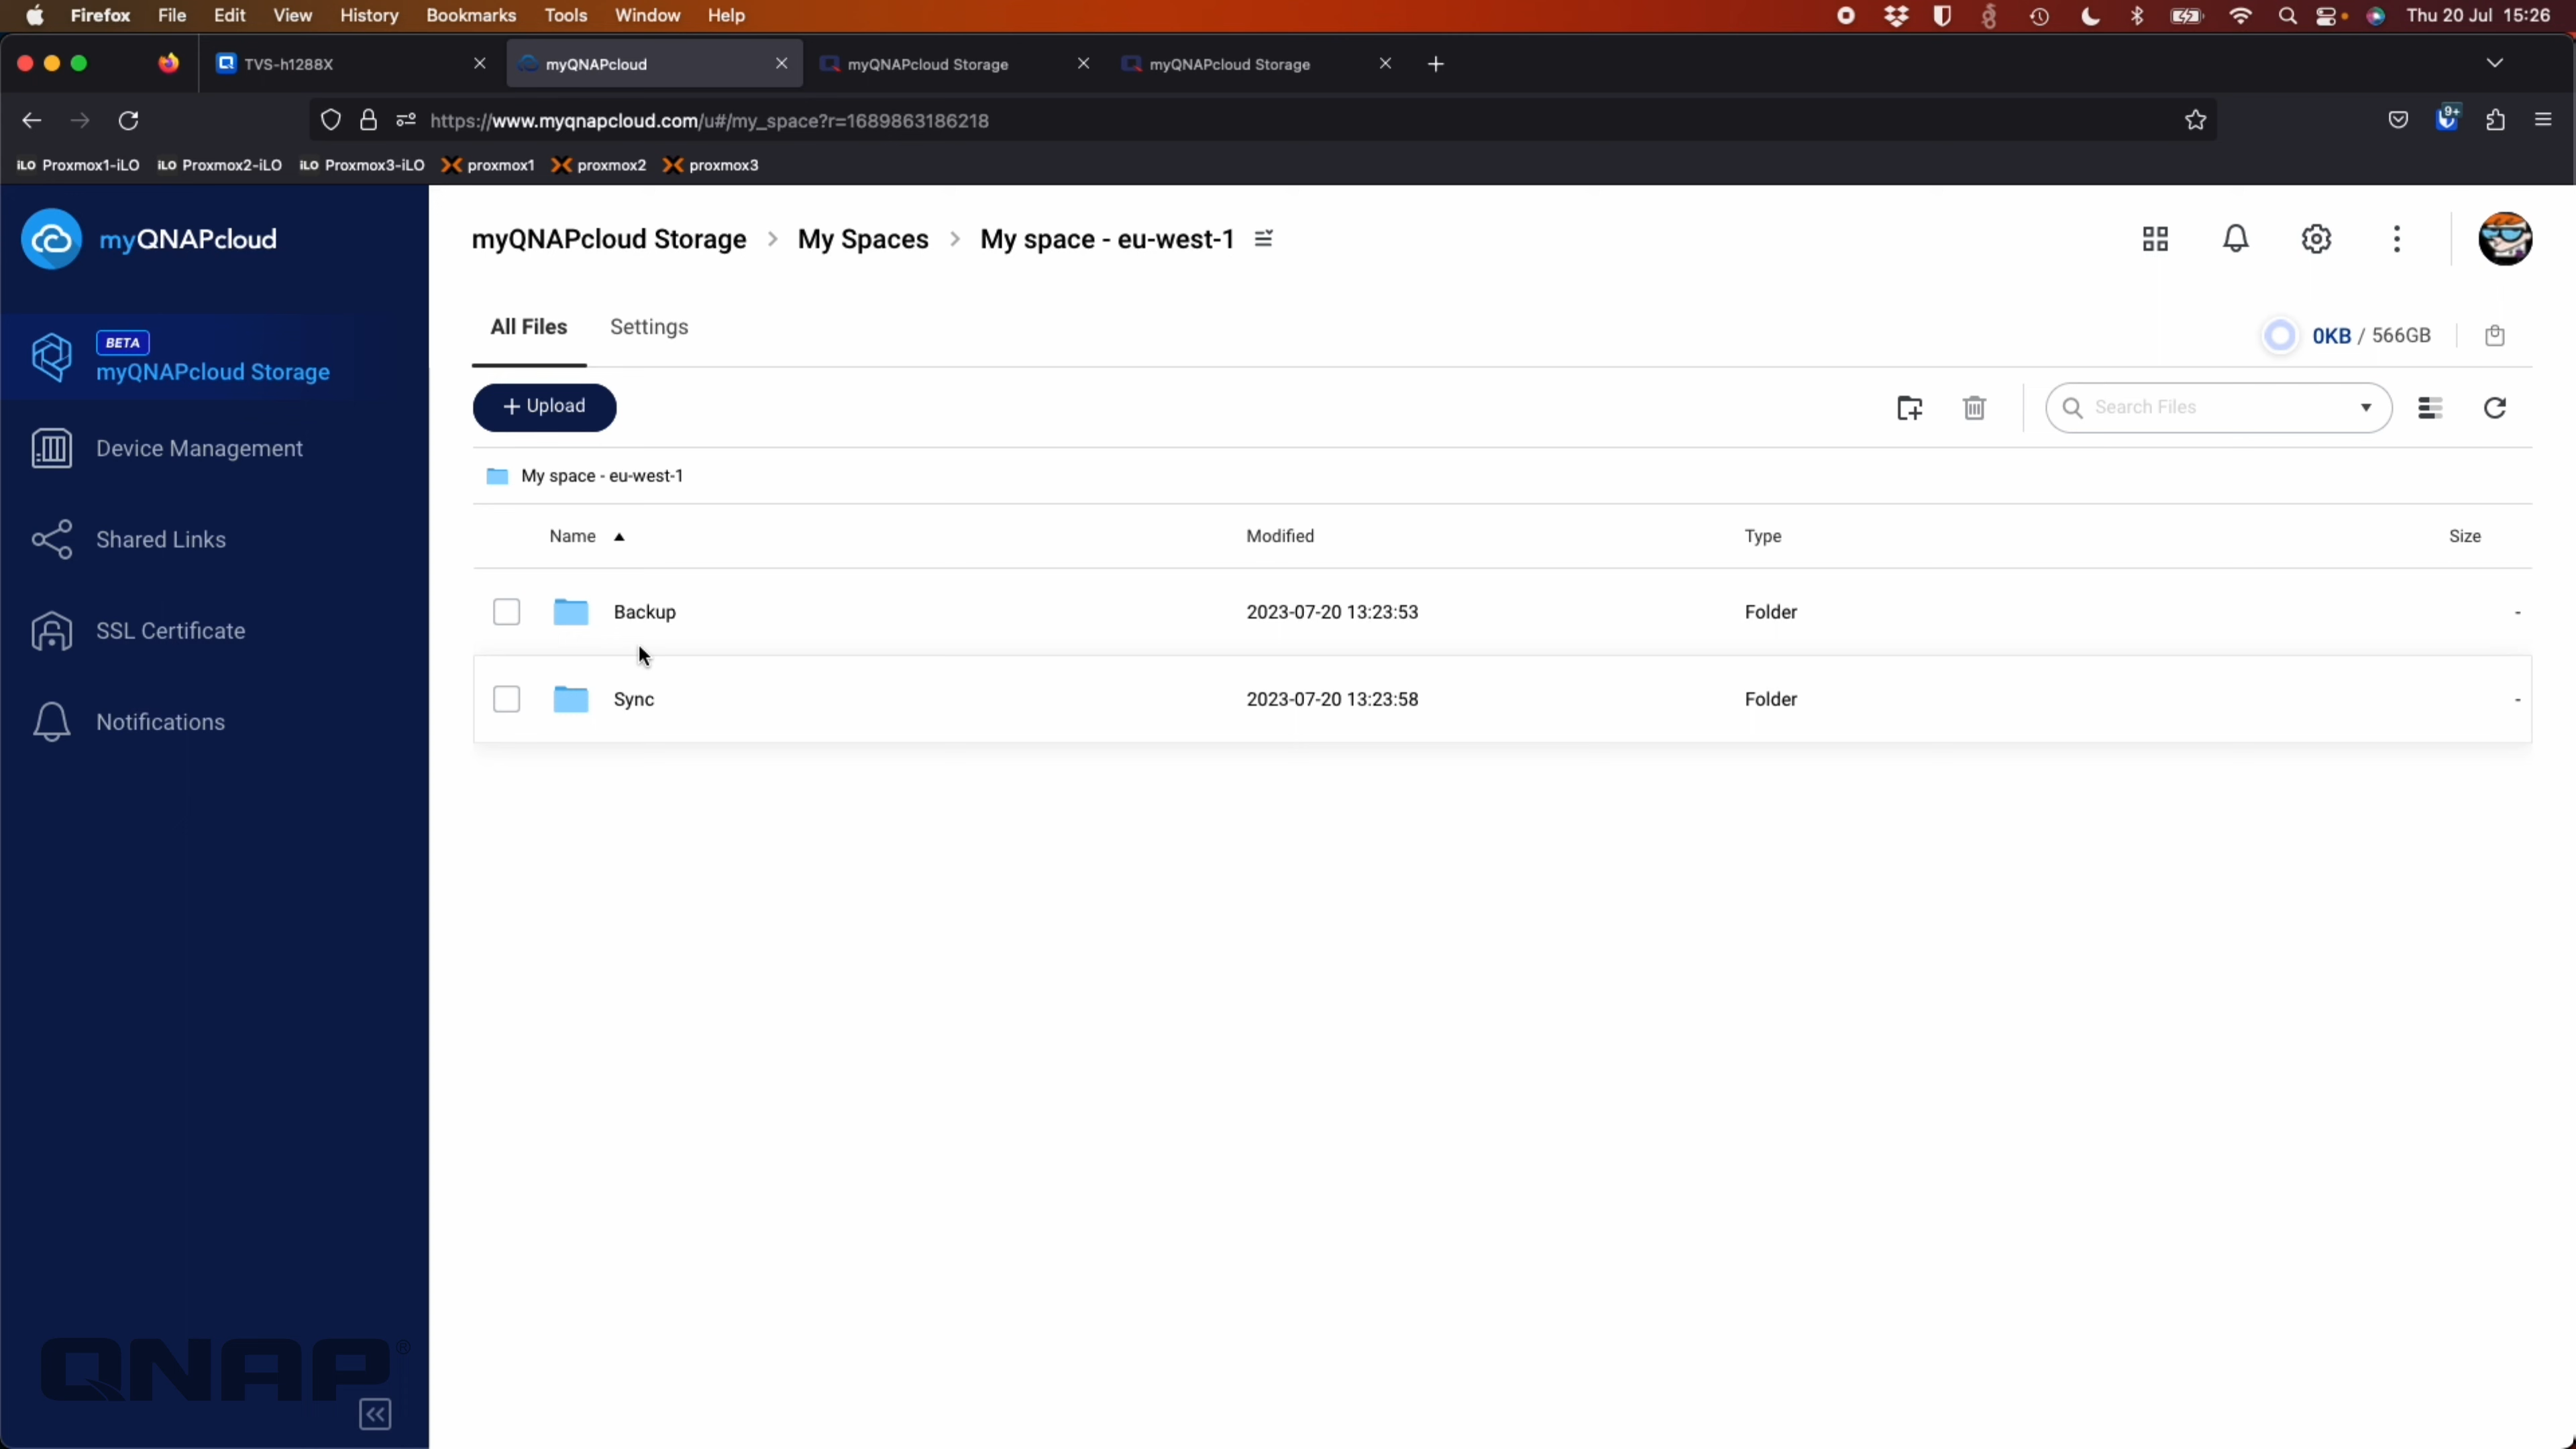 Firefox File Edit View History Bookmarks Tools Window Help Thu 20 Jul 15:26
TVS-h1288X myQNAPcloud myQNAPcloud Storage myQNAPcloud Storage
https://www.myqnapcloud.com/u#/my_space?r=1689863186218 9+
iLO Proxmox1-iLO iLO Proxmox2-iLO iLO Proxmox3-iLO proxmox1 proxmox2 proxmox3
myQNAPcloud
myQNAPcloud Storage > My Spaces > My space - eu-west-1
BETA
myQNAPcloud Storage
Device Management
Shared Links
SSL Certificate
Notifications
QNAP®
All Files Settings
0KB / 566GB
+ Upload
Search Files
My space - eu-west-1
Name Modified Type Size
Backup 2023-07-20 13:23:53 Folder -
Sync 2023-07-20 13:23:58 Folder -